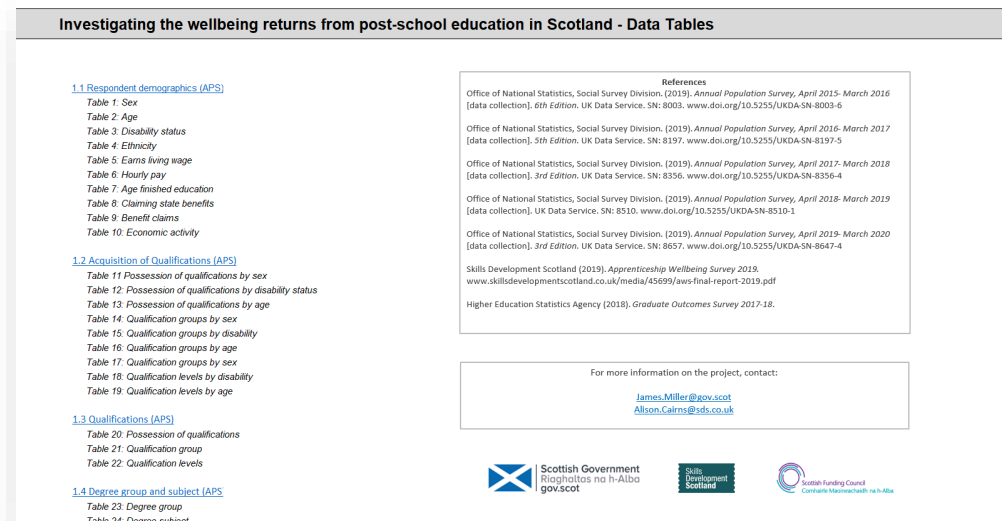 Investigating the wellbeing returns from post-school education in Scotland - Data Tables
1.1 Respondent demographics (APS)
Table 1: Sex
Table 2: Age
Table 3: Disability status
Table 4: Ethnicity
Table 5: Earns living wage
Table 6: Hourly pay
Table 7: Age finished education
Table 8: Claiming state benefits
Table 9: Benefit claims
Table 10: Economic activity
1.2 Acquisition of Qualifications (APS)
Table 11 Possession of qualifications by sex
Table 12: Possession of qualifications by disability status
Table 13: Possession of qualifications by age
Table 14: Qualification groups by sex
Table 15: Qualification groups by disability
Table 16: Qualification groups by age
Table 17: Qualification groups by sex
Table 18: Qualification levels by disability
Table 19: Qualification levels by age
1.3 Qualifications (APS)
Table 20: Possession of qualifications
Table 21: Qualification group
Table 22: Qualification levels
1.4 Degree group and subject (APS
Table 23: Degree group
Table 24: Degree subject
References
Office of National Statistics, Social Survey Division. (2019). Annual Population Survey, April 2015- March 2016
[data collection]. 6th Edition. UK Data Service. SN: 8003. www.doi.org/10.5255/UKDA-SN-8003-6
Office of National Statistics, Social Survey Division. (2019). Annual Population Survey, April 2016- March 2017
[data collection]. 5th Edition. UK Data Service. SN: 8197. www.doi.org/10.5255/UKDA-SN-8197-5
Office of National Statistics, Social Survey Division. (2019). Annual Population Survey, April 2017- March 2018
[data collection]. 3rd Edition. UK Data Service. SN: 8356. www.doi.org/10.5255/UKDA-SN-8356-4
Office of National Statistics, Social Survey Division. (2019). Annual Population Survey, April 2018- March 2019
[data collection]. UK Data Service. SN: 8510. www.doi.org/10.5255/UKDA-SN-8510-1
Office of National Statistics, Social Survey Division. (2019). Annual Population Survey, April 2019- March 2020
[data collection]. 3rd Edition. UK Data Service. SN: 8657. www.doi.org/10.5255/UKDA-SN-8647-4
Skills Development Scotland (2019). Apprenticeship Wellbeing Survey 2019.
www.skillsdevelopmentscotland.co.uk/media/45699/aws-final-report-2019.pdf
Higher Education Statistics Agency (2018). Graduate Outcomes Survey 2017-18.
For more information on the project, contact:
James.Miller@gov.scot
Alison.Cairns@sds.co.uk
Scottish Government
Riaghaltas na h-Alba
gov.scot
Skills
Development
Scotland
Scottish Funding Council
Comhairle Maoineachaidh na h-Alba